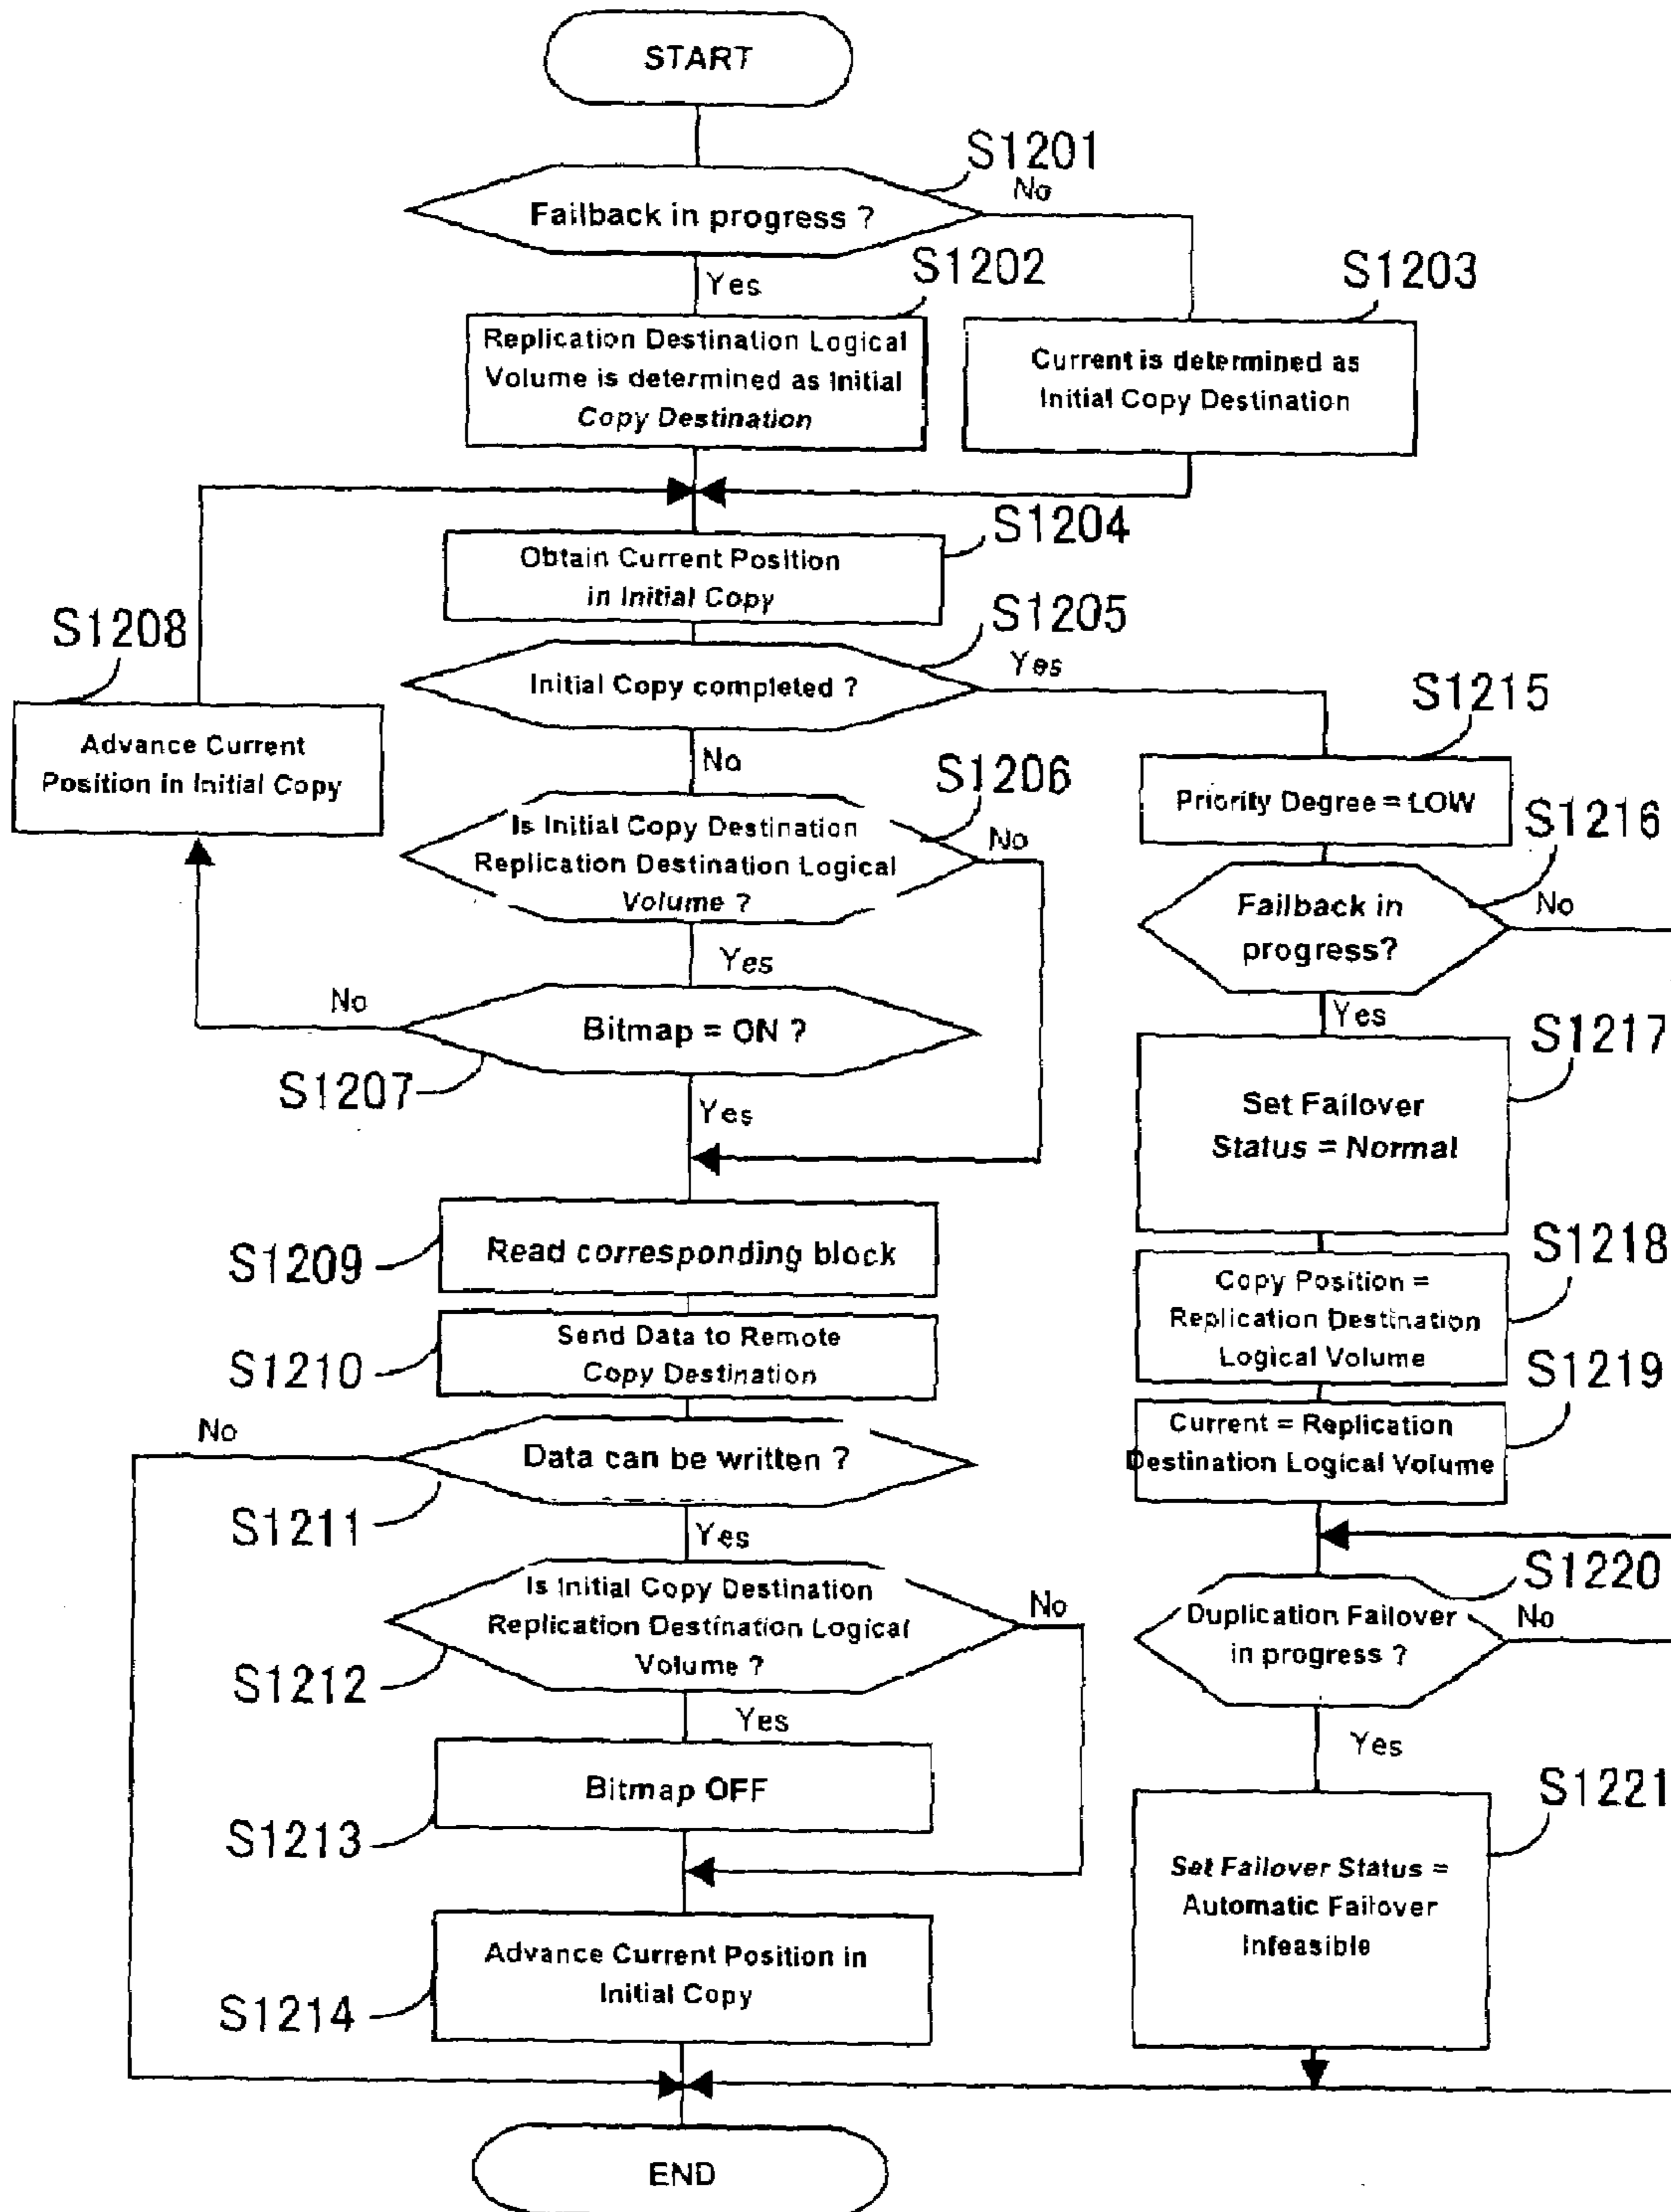 START
S1201
Failback in progress ?
No
Yes
S1202
Replication Destination Logical
Volume is determined as Initial
Copy Destination
S1203
Current is determined as
Initial Copy Destination
S1204
Obtain Current Position
in Initial Copy
S1205
Initial Copy completed ?
Yes
No
S1208
Advance Current
Position in Initial Copy
S1206
Is Initial Copy Destination
Replication Destination Logical
Volume ?
No
Yes
Bitmap = ON ?
No
S1207
Yes
Read corresponding block
S1209
Send Data to Remote
Copy Destination
S1210
No
Data can be written ?
S1211
Yes
Is Initial Copy Destination
Replication Destination Logical
Volume ?
No
S1212
Yes
Bitmap OFF
S1213
Advance Current Position in
Initial Copy
S1214
S1215
Priority Degree = LOW
S1216
Failback in
progress?
No
Yes
S1217
Set Failover
Status = Normal
S1218
Copy Position =
Replication Destination
Logical Volume
S1219
Current = Replication
Destination Logical Volume
S1220
Duplication Failover
in progress ?
No
Yes
S1221
Set Failover Status =
Automatic Failover
Infeasible
END